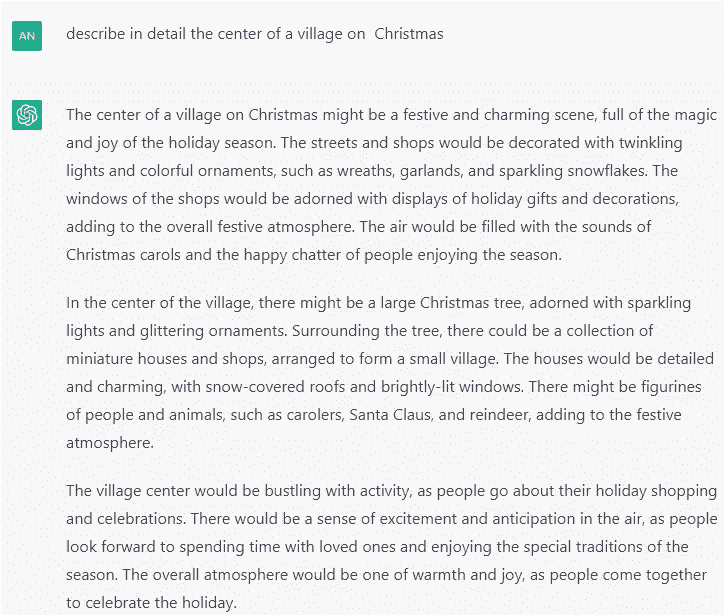 AN
describe in detail the center of a village on Christmas
The center of a village on Christmas might be a festive and charming scene, full of the magic
and joy of the holiday season. The streets and shops would be decorated with twinkling
lights and colorful ornaments, such as wreaths, garlands, and sparkling snowflakes. The
windows of the shops would be adorned with displays of holiday gifts and decorations,
adding to the overall festive atmosphere. The air would be filled with the sounds of
Christmas carols and the happy chatter of people enjoying the season.
In the center of the village, there might be a large Christmas tree, adorned with sparkling
lights and glittering ornaments. Surrounding the tree, there could be a collection of
miniature houses and shops, arranged to form a small village. The houses would be detailed
and charming, with snow-covered roofs and brightly-lit windows. There might be figurines
of people and animals, such as carolers, Santa Claus, and reindeer, adding to the festive
atmosphere.
The village center would be bustling with activity, as people go about their holiday shopping
and celebrations. There would be a sense of excitement and anticipation in the air, as people
look forward to spending time with loved ones and enjoying the special traditions of the
season. The overall atmosphere would be one of warmth and joy, as people come together
to celebrate the holiday.